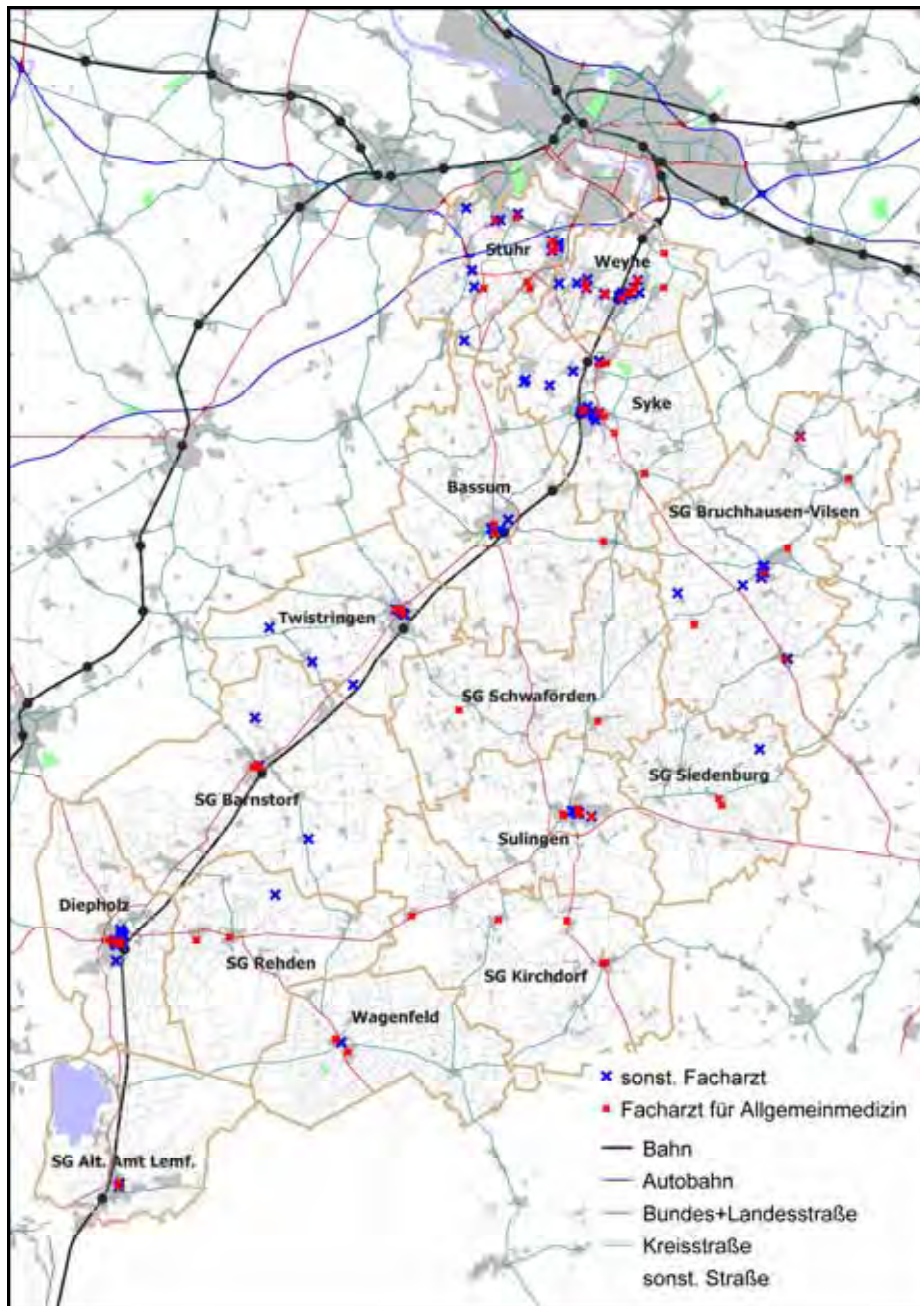 Stuhr
Weyhe
Syke
Bassum
SG Bruchhausen-Vilsen
Twistringen
SG Schwaförden
SG Siedenburg
SG Barnstorf
Sulingen
Diepholz
SG Rehden
SG Kirchdorf
Wagenfeld
SG Alt. Amt Lemf.
sonst. Facharzt
Facharzt für Allgemeinmedizin
Bahn
Autobahn
Bundes+Landesstraße
Kreisstraße
sonst. Straße